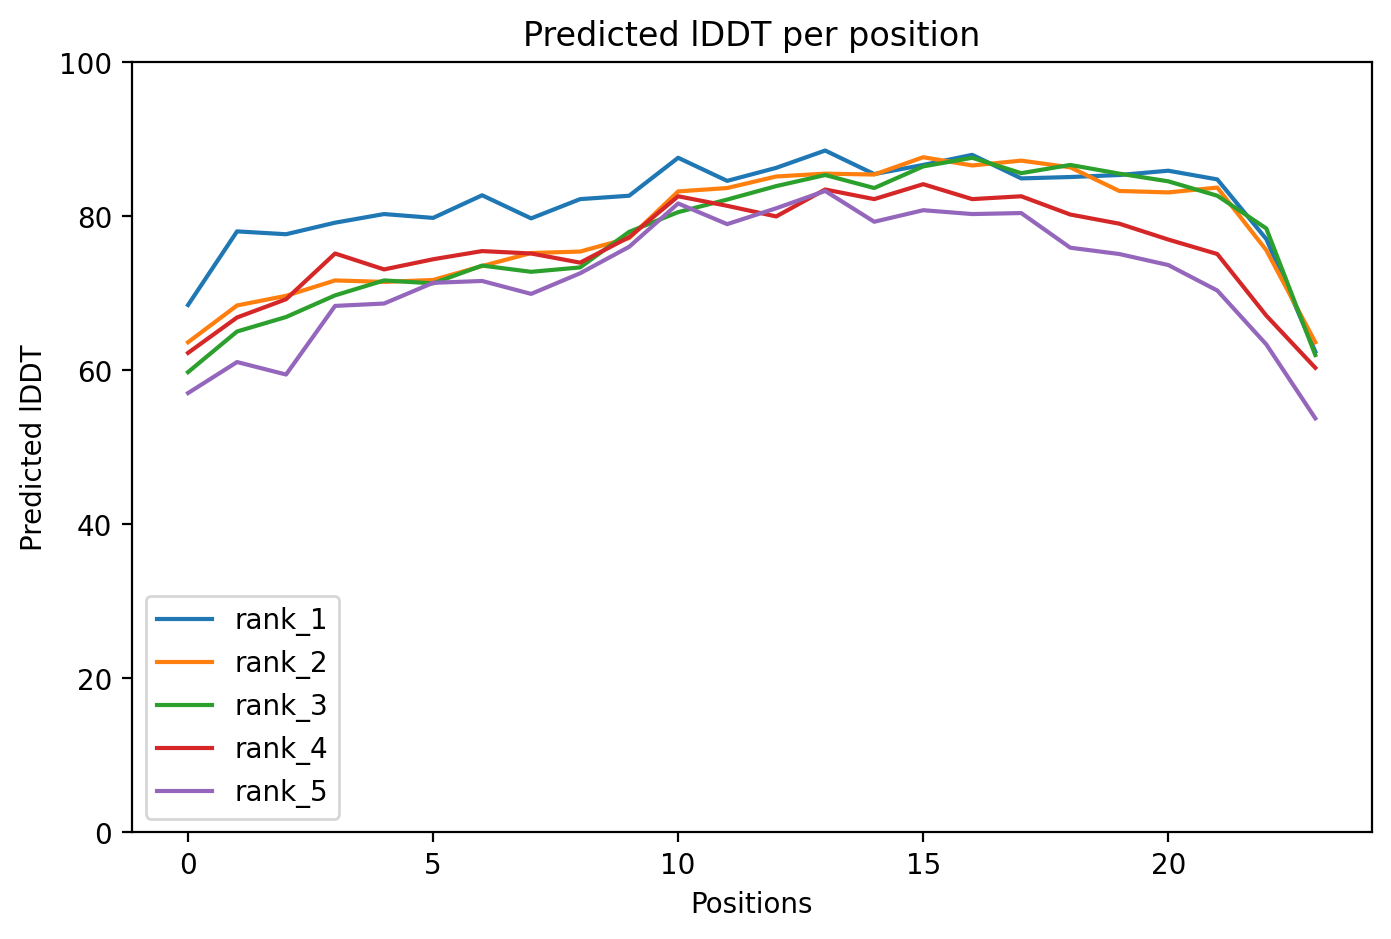 Predicted lDDT per position
100
80
60
40
20
0
Predicted lDDT
rank_1
rank_2
rank_3
rank_4
rank_5
0 5 10 15 20
Positions